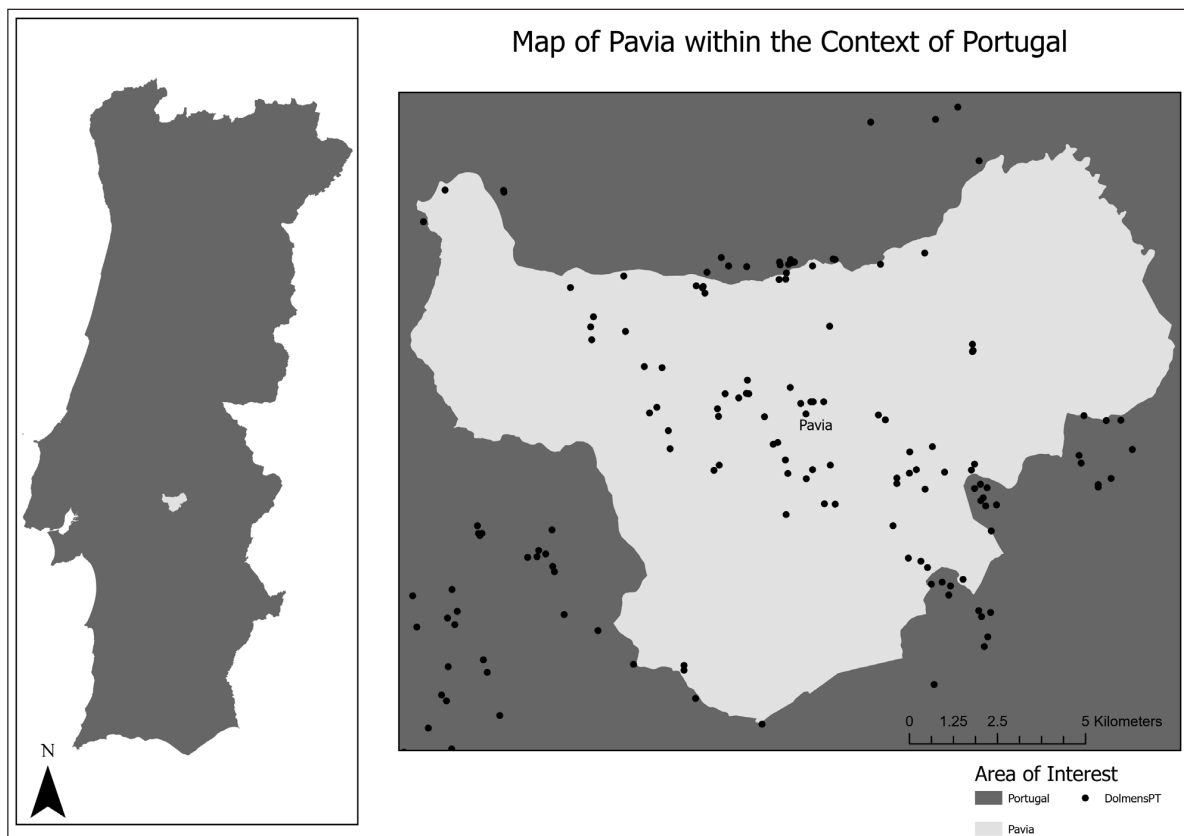 Map of Pavia within the Context of Portugal
Pavia
0 1.25 2.5 5 Kilometers
N
Area of Interest
Portugal DolmensPT
Pavia